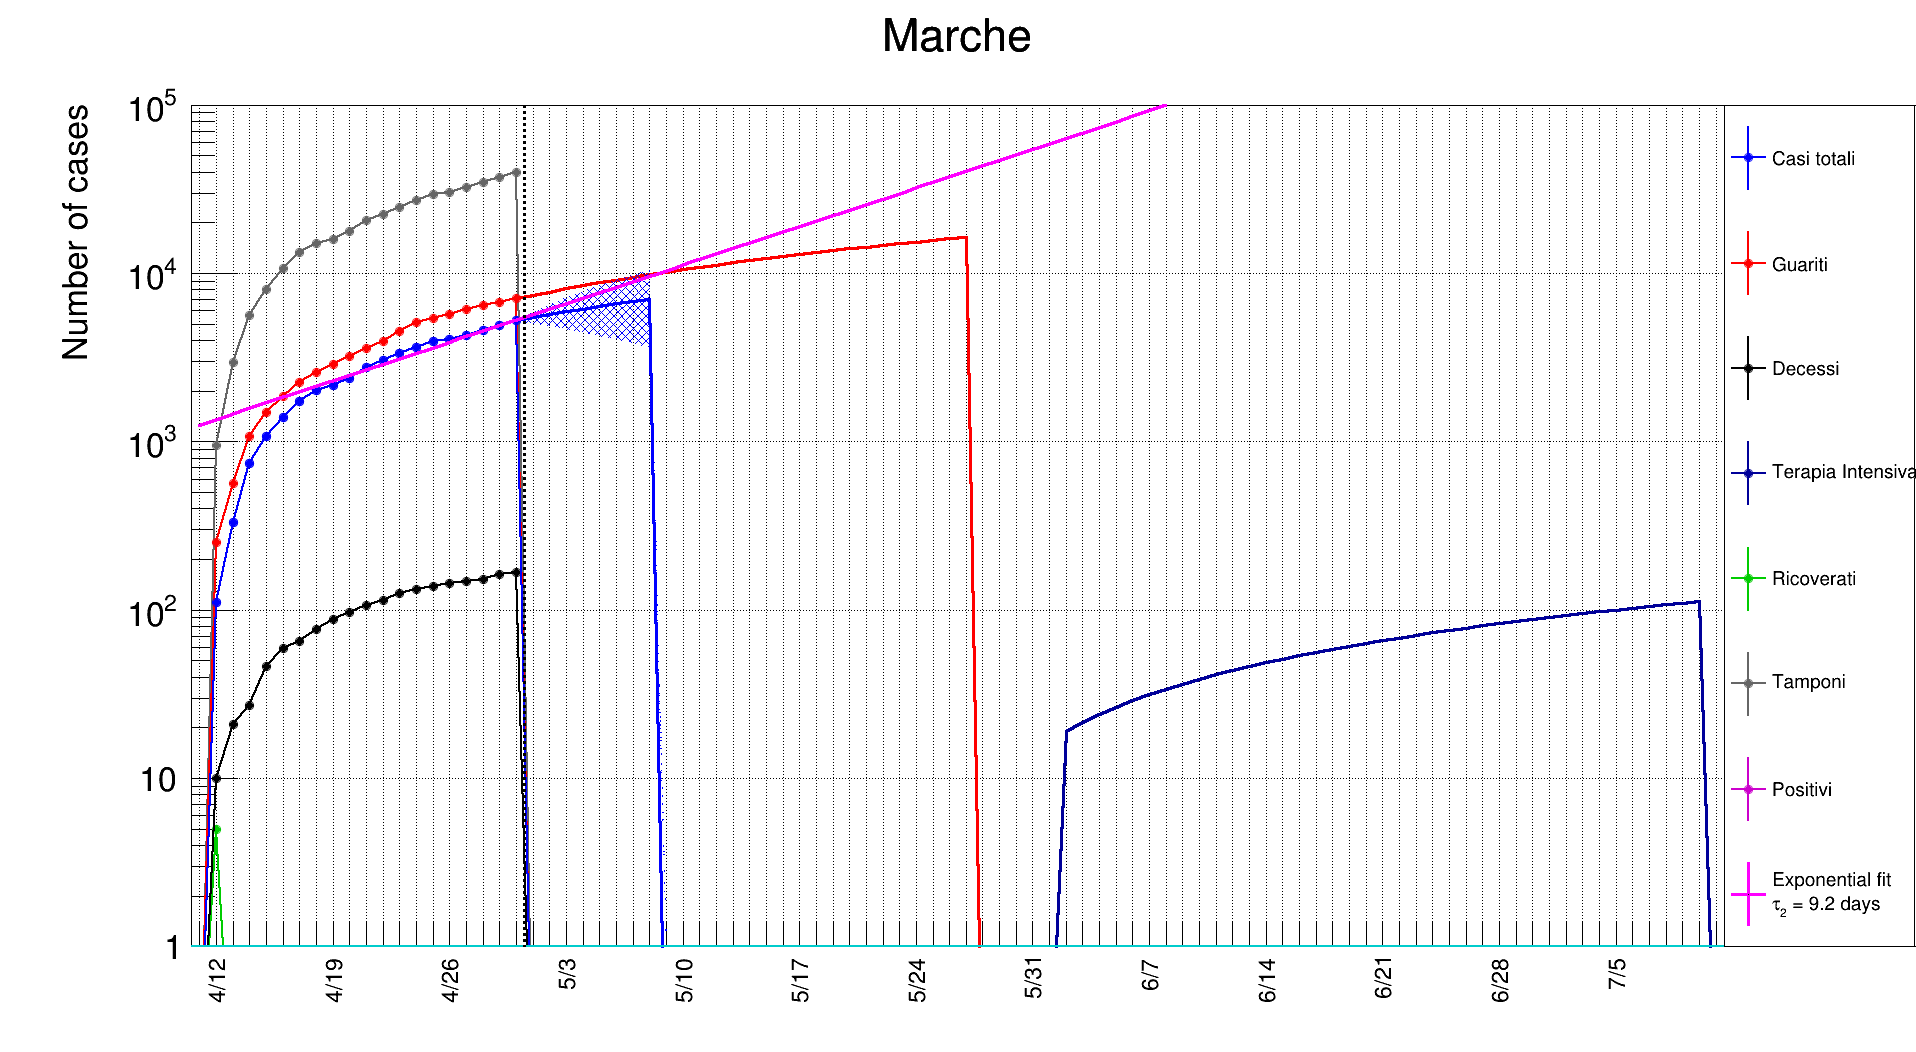 Marche
Number of cases
10^5
10^4
10^3
10^2
10
1
4/12
4/19
4/26
5/3
5/10
5/17
5/24
5/31
6/7
6/14
6/21
6/28
7/5
Casi totali
Guariti
Decessi
Terapia Intensiva
Ricoverati
Tamponi
Positivi
Exponential fit
τ₂ = 9.2 days